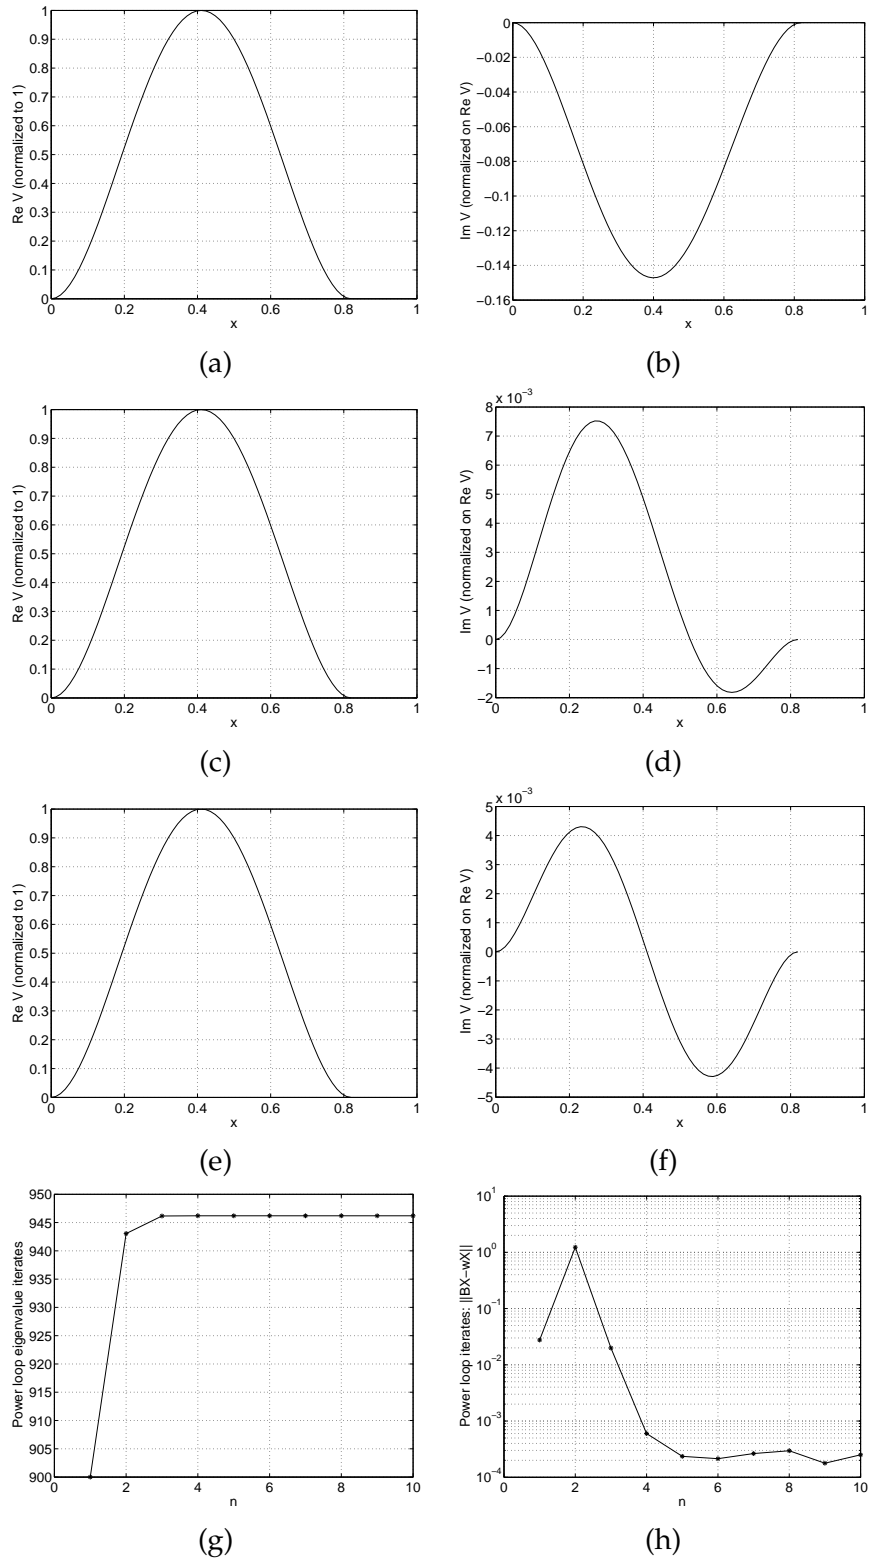 1
0.9
0.8
0.7
0.6
0.5
0.4
0.3
0.2
0.1
0
0 0.2 0.4 0.6 0.8 1
x
Re V (normalized to 1)
(a)
0
−0.02
−0.04
−0.06
−0.08
−0.1
−0.12
−0.14
−0.16
0 0.2 0.4 0.6 0.8 1
x
Im V (normalized on Re V)
(b)
1
0.9
0.8
0.7
0.6
0.5
0.4
0.3
0.2
0.1
0
0 0.2 0.4 0.6 0.8 1
x
Re V (normalized to 1)
(c)
x 10⁻³
8
7
6
5
4
3
2
1
0
−1
−2
0 0.2 0.4 0.6 0.8 1
x
Im V (normalized on Re V)
(d)
1
0.9
0.8
0.7
0.6
0.5
0.4
0.3
0.2
0.1
0
0 0.2 0.4 0.6 0.8 1
x
Re V (normalized to 1)
(e)
x 10⁻³
5
4
3
2
1
0
−1
−2
−3
−4
−5
0 0.2 0.4 0.6 0.8 1
x
Im V (normalized on Re V)
(f)
950
945
940
935
930
925
920
915
910
905
900
0 2 4 6 8 10
n
Power loop eigenvalue iterates
(g)
10¹
10⁰
10⁻¹
10⁻²
10⁻³
10⁻⁴
0 2 4 6 8 10
n
Power loop iterates: ||BX−wX||
(h)